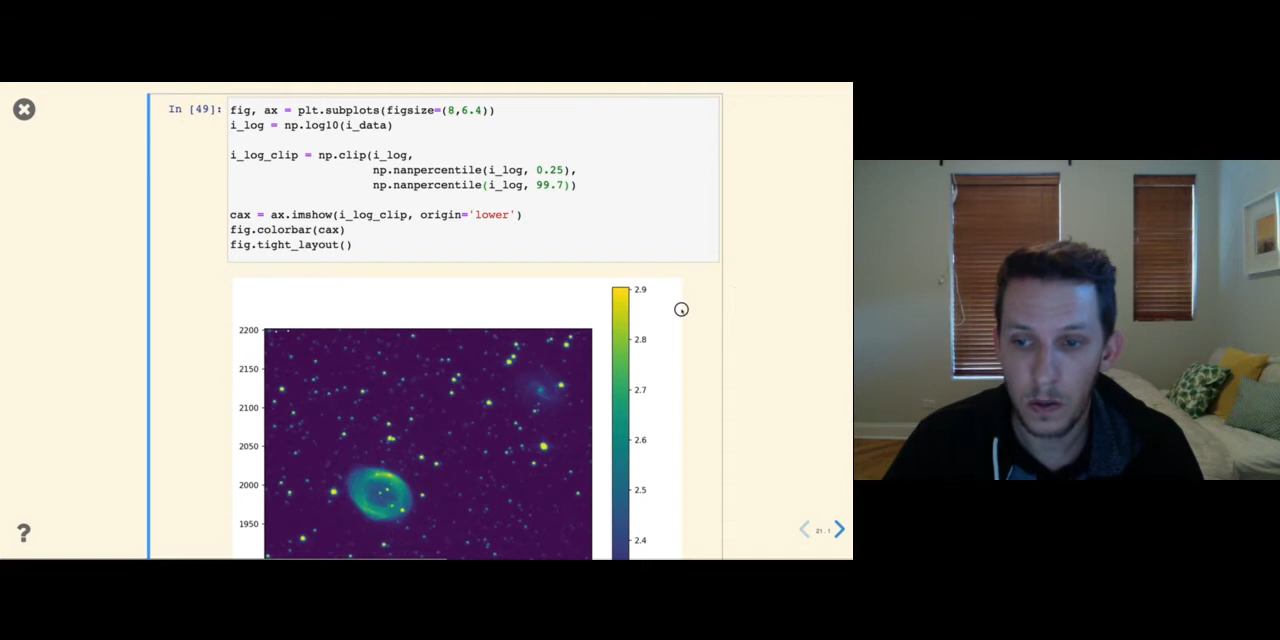 In [49]:
fig, ax = plt.subplots(figsize=(8,6.4))
i_log = np.log10(i_data)
i_log_clip = np.clip(i_log,
np.nanpercentile(i_log, 0.25),
np.nanpercentile(i_log, 99.7))
cax = ax.imshow(i_log_clip, origin='lower')
fig.colorbar(cax)
fig.tight_layout()
2.9
2200
2.8
2150
2.7
2100
2.6
2050
2000
2.5
1950
2.4
?
21.1